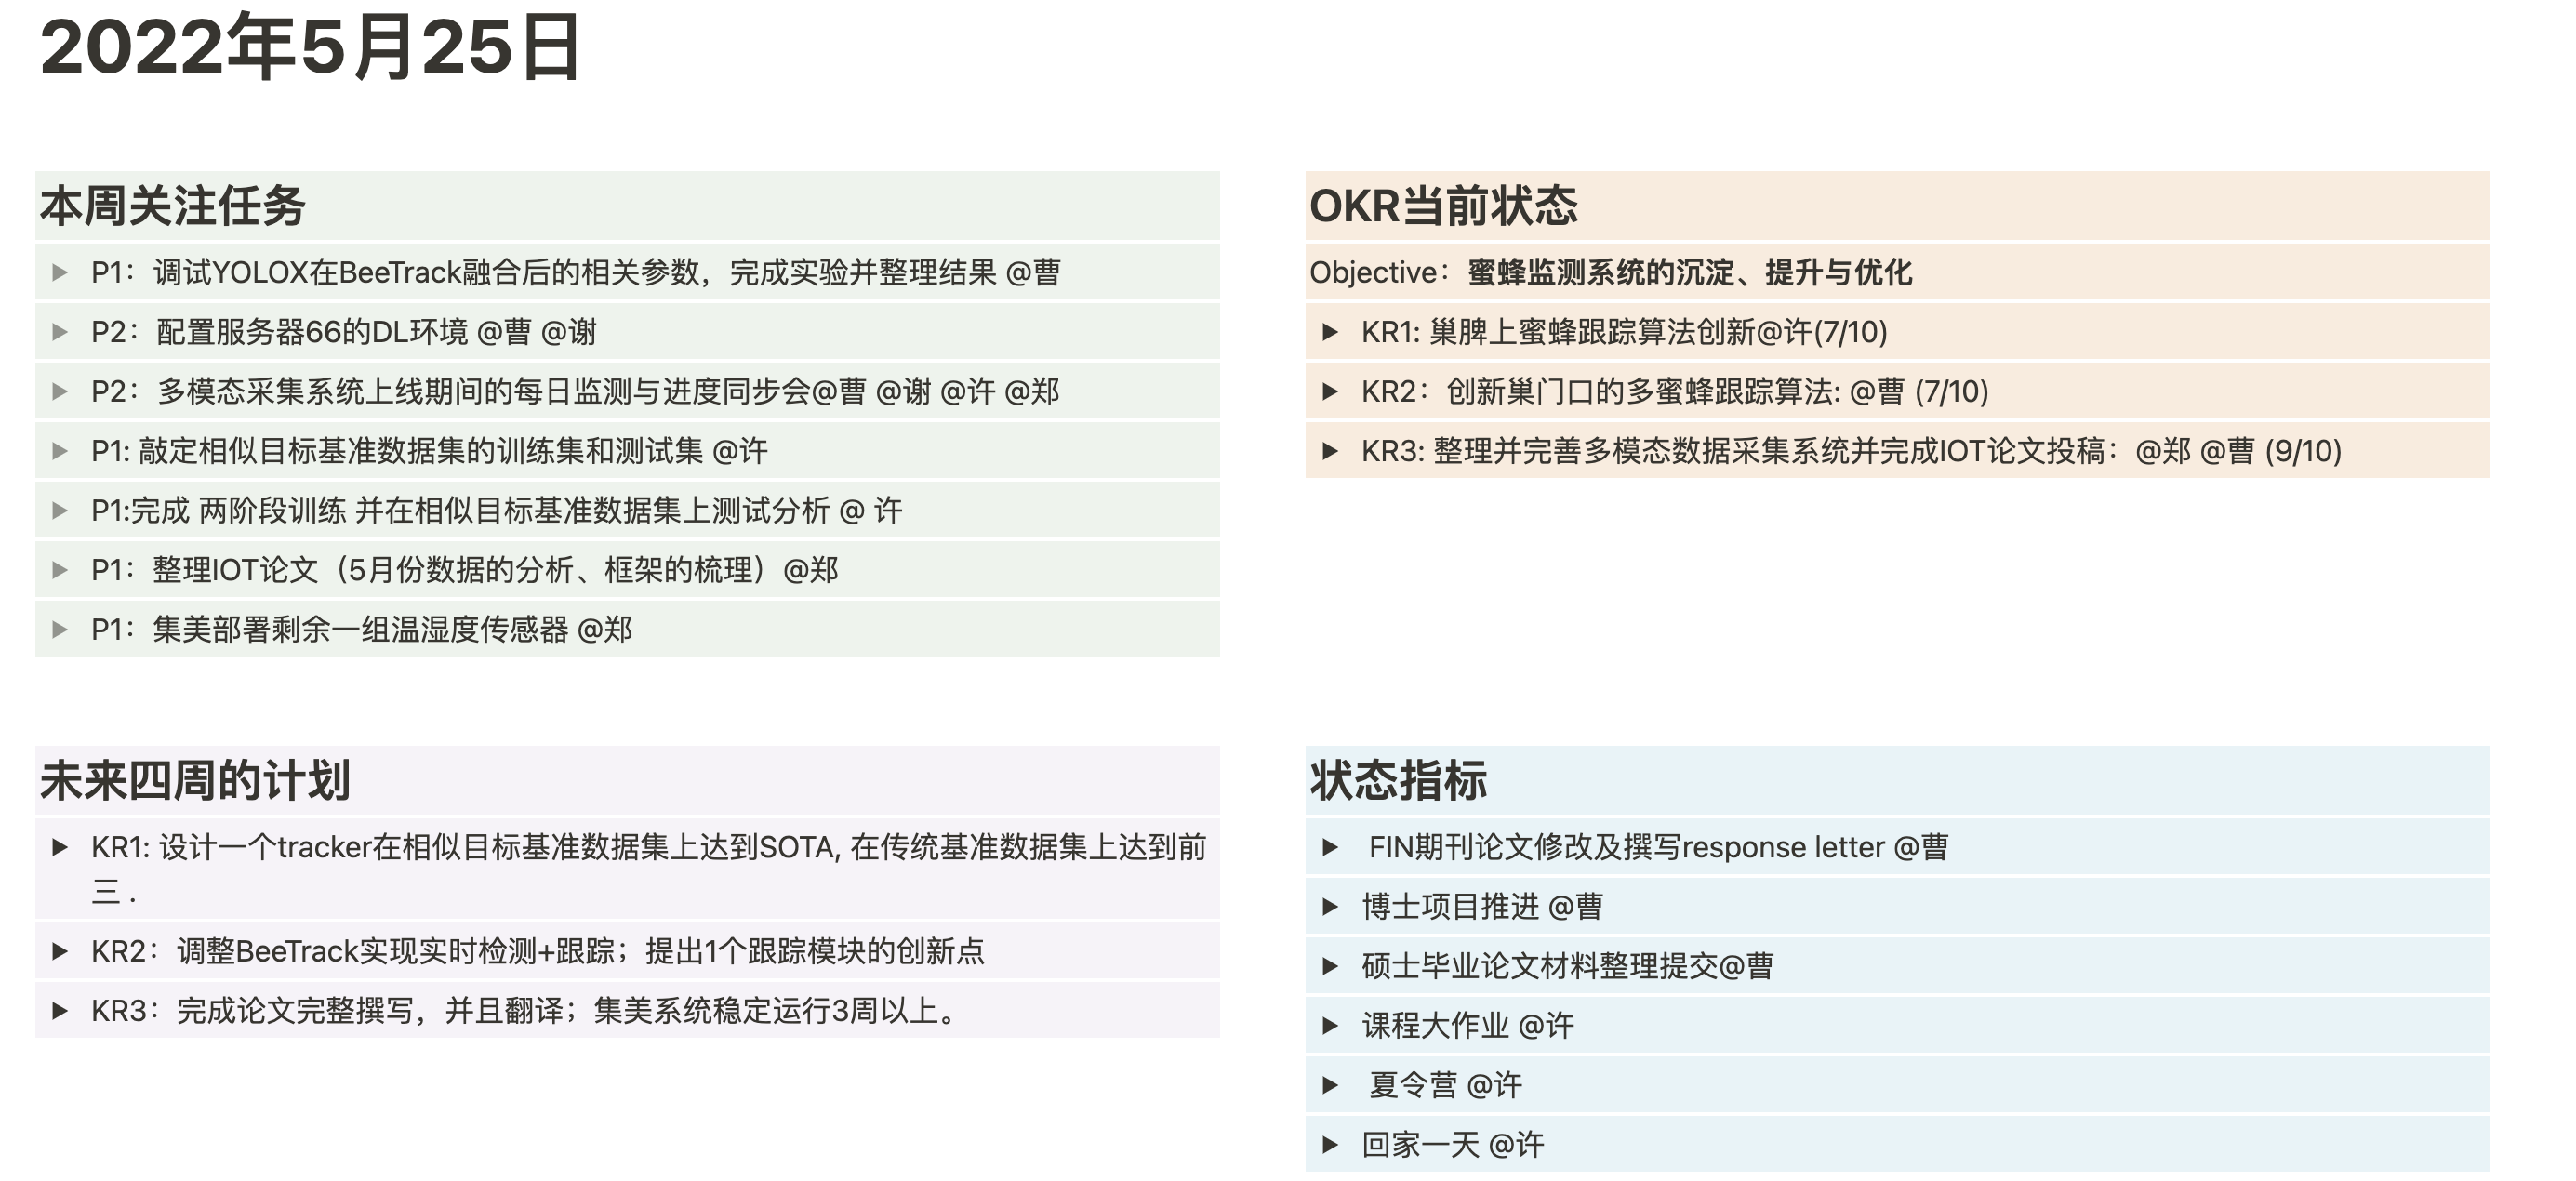 2022年5月25日
本周关注任务
P1：调试YOLOX在BeeTrack融合后的相关参数，完成实验并整理结果 @曹
P2：配置服务器66的DL环境 @曹 @谢
P2：多模态采集系统上线期间的每日监测与进度同步会@曹 @谢 @许 @郑
P1: 敲定相似目标基准数据集的训练集和测试集 @许
P1:完成 两阶段训练 并在相似目标基准数据集上测试分析 @ 许
P1：整理IOT论文（5月份数据的分析、框架的梳理）@郑
P1：集美部署剩余一组温湿度传感器 @郑
OKR当前状态
Objective：蜜蜂监测系统的沉淀、提升与优化
KR1: 巢脾上蜜蜂跟踪算法创新@许(7/10)
KR2：创新巢门口的多蜜蜂跟踪算法: @曹 (7/10)
KR3: 整理并完善多模态数据采集系统并完成IOT论文投稿：@郑 @曹 (9/10)
未来四周的计划
KR1: 设计一个tracker在相似目标基准数据集上达到SOTA, 在传统基准数据集上达到前
三 .
KR2：调整BeeTrack实现实时检测+跟踪；提出1个跟踪模块的创新点
KR3：完成论文完整撰写，并且翻译；集美系统稳定运行3周以上。
状态指标
FIN期刊论文修改及撰写response letter @曹
博士项目推进 @曹
硕士毕业论文材料整理提交@曹
课程大作业 @许
夏令营 @许
回家一天 @许